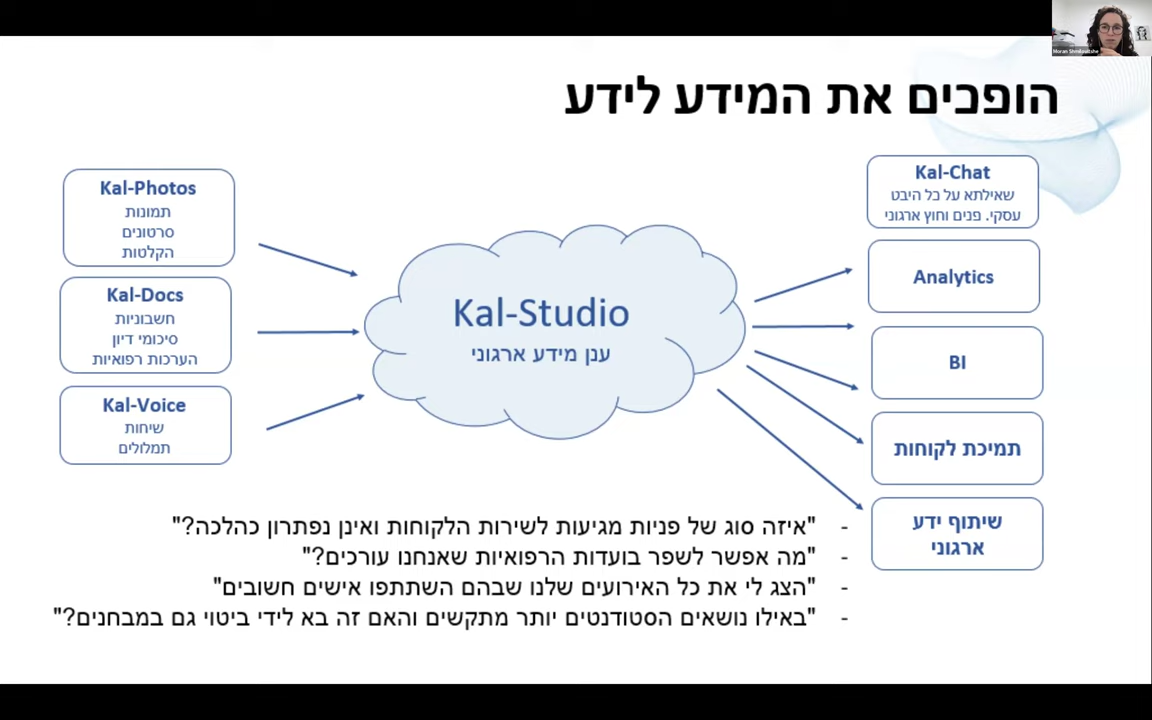 הופכים את המידע לידע
Kal-Photos
תמונות
סרטונים
הקלטות
Kal-Docs
חשבוניות
סיכומי דיון
הערכות רפואיות
Kal-Voice
שיחות
תמלולים
Kal-Studio
ענן מידע ארגוני
Kal-Chat
שאילתא על כל היבט
עסקי. פנים וחוץ ארגוני
Analytics
BI
תמיכת לקוחות
שיתוף ידע
ארגוני
- "איזה סוג של פניות מגיעות לשירות הלקוחות ואינן נפתרון כהלכה?"
- "מה אפשר לשפר בועדות הרפואיות שאנחנו עורכים?"
- "הצג לי את כל האירועים שלנו שבהם השתתפו אישים חשובים"
- "באילו נושאים הסטודנטים יותר מתקשים והאם זה בא לידי ביטוי גם במבחנים?"
Moran